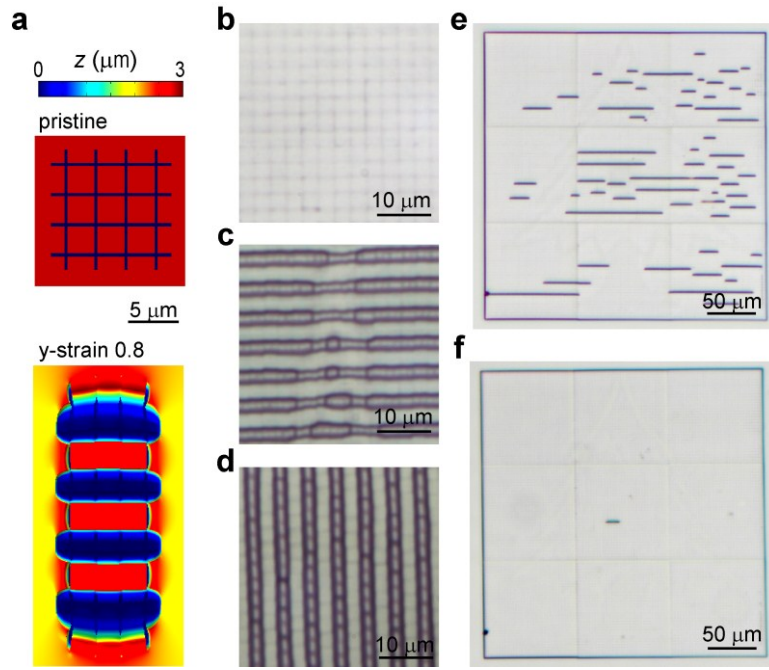 a
z (μm)
0
3
pristine
5 μm
y-strain 0.8
b
10 μm
c
10 μm
d
10 μm
e
50 μm
f
50 μm